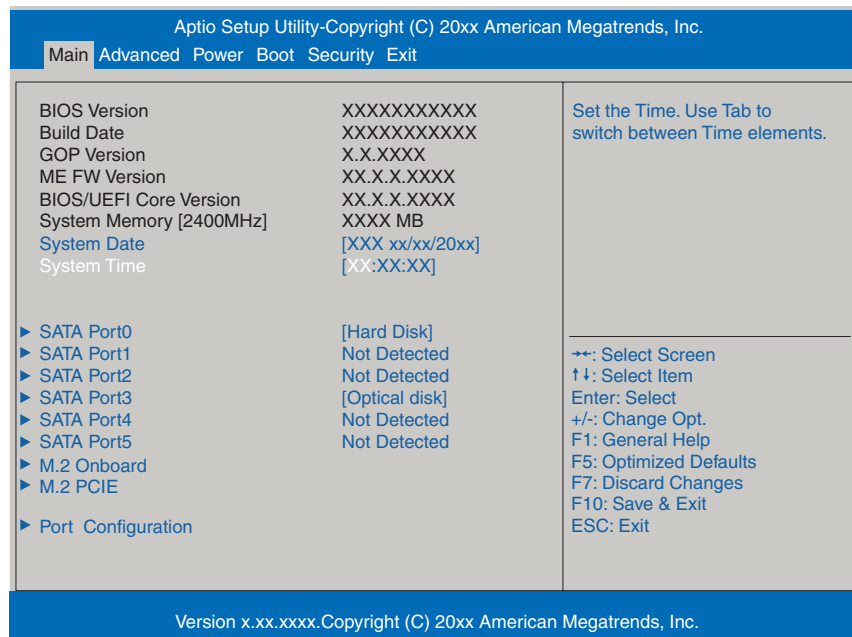 Aptio Setup Utility-Copyright (C) 20xx American Megatrends, Inc.
Main Advanced Power Boot Security Exit
BIOS Version XXXXXXXXXXX
Build Date XXXXXXXXXXX
GOP Version X.X.XXXX
ME FW Version XX.X.X.XXXX
BIOS/UEFI Core Version XX.X.X.XXXX
System Memory [2400MHz] XXXX MB
System Date [XXX xx/xx/20xx]
System Time [XX:XX:XX]
▶ SATA Port0 [Hard Disk]
▶ SATA Port1 Not Detected
▶ SATA Port2 Not Detected
▶ SATA Port3 [Optical disk]
▶ SATA Port4 Not Detected
▶ SATA Port5 Not Detected
▶ M.2 Onboard
▶ M.2 PCIE
▶ Port Configuration
Set the Time. Use Tab to
switch between Time elements.
→←: Select Screen
↑↓: Select Item
Enter: Select
+/-: Change Opt.
F1: General Help
F5: Optimized Defaults
F7: Discard Changes
F10: Save & Exit
ESC: Exit
Version x.xx.xxxx.Copyright (C) 20xx American Megatrends, Inc.